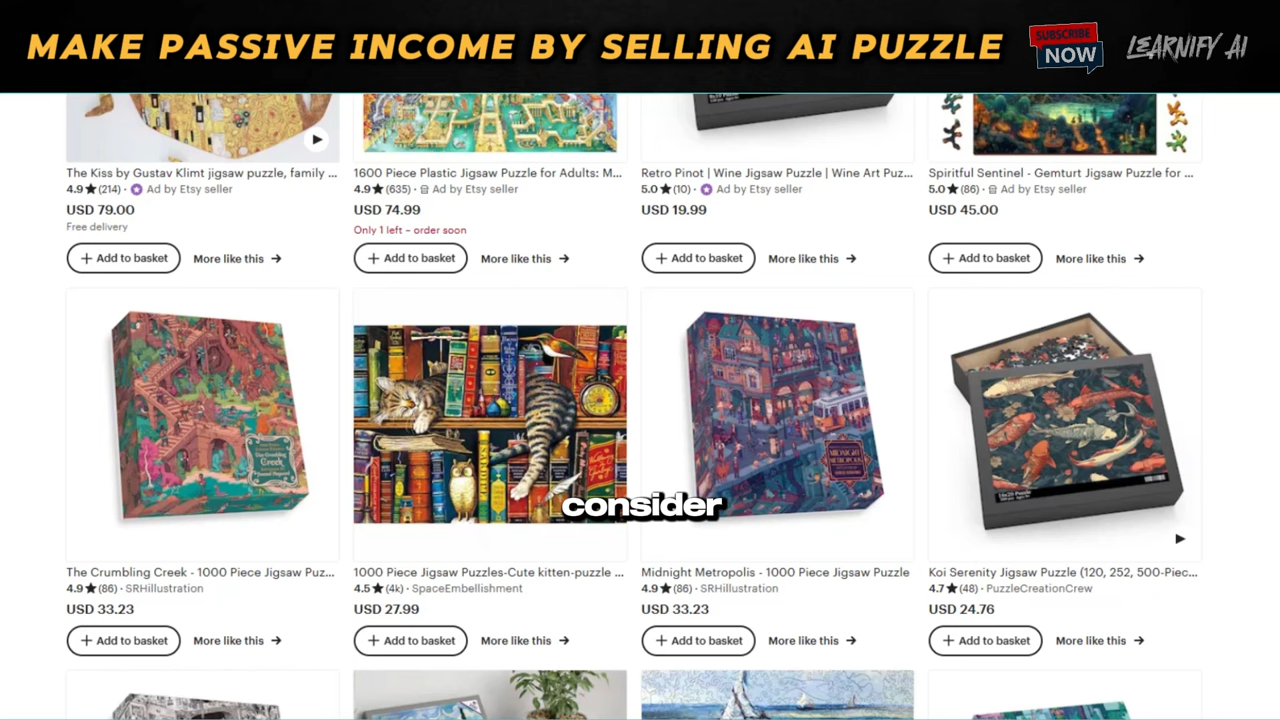 MAKE PASSIVE INCOME BY SELLING AI PUZZLE
SUBSCRIBE
NOW
LEARNIFY AI
The Kiss by Gustav Klimt jigsaw puzzle, family ...
4.9★(214) · Ad by Etsy seller
USD 79.00
Free delivery
+ Add to basket
More like this →
1600 Piece Plastic Jigsaw Puzzle for Adults: M...
4.9★(635) · Ad by Etsy seller
USD 74.99
Only 1 left – order soon
+ Add to basket
More like this →
Retro Pinot | Wine Jigsaw Puzzle | Wine Art Puz...
5.0★(10) · Ad by Etsy seller
USD 19.99
+ Add to basket
More like this →
Spiritful Sentinel - Gemturt Jigsaw Puzzle for ...
5.0★(86) · Ad by Etsy seller
USD 45.00
+ Add to basket
More like this →
The Crumbling
Creek
consider
MIDNIGHT
METROPOLIS
The Crumbling Creek - 1000 Piece Jigsaw Puz...
4.9★(86) · SRHillustration
USD 33.23
+ Add to basket
More like this →
1000 Piece Jigsaw Puzzles-Cute kitten-puzzle ...
4.5★(4k) · SpaceEmbellishment
USD 27.99
+ Add to basket
More like this →
Midnight Metropolis - 1000 Piece Jigsaw Puzzle
4.9★(86) · SRHillustration
USD 33.23
+ Add to basket
More like this →
Koi Serenity Jigsaw Puzzle (120, 252, 500-Piec...
4.7★(48) · PuzzleCreationCrew
USD 24.76
+ Add to basket
More like this →